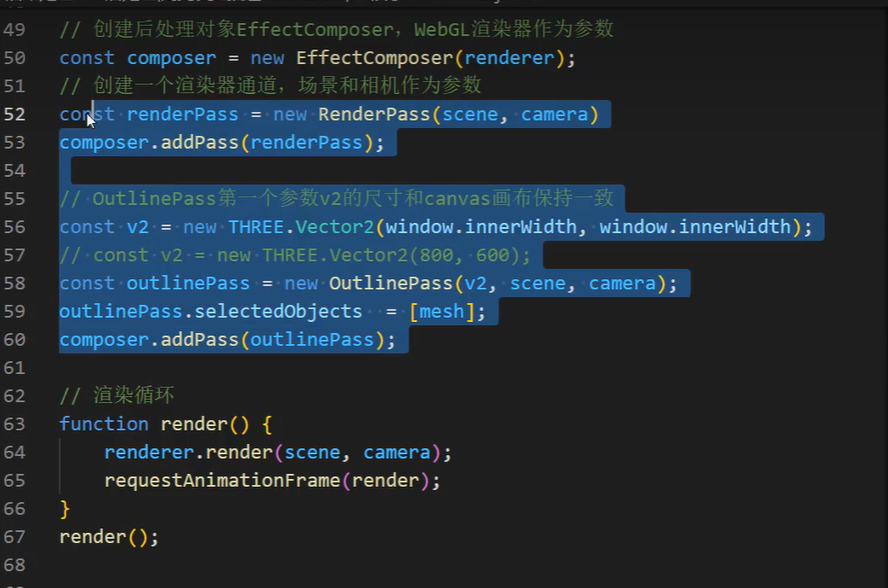 49 // 创建后处理对象EffectComposer，WebGL渲染器作为参数
50 const composer = new EffectComposer(renderer);
51 // 创建一个渲染器通道，场景和相机作为参数
52 const renderPass = new RenderPass(scene, camera)
53 composer.addPass(renderPass);
54
55 // OutlinePass第一个参数v2的尺寸和canvas画布保持一致
56 const v2 = new THREE.Vector2(window.innerWidth, window.innerWidth);
57 // const v2 = new THREE.Vector2(800, 600);
58 const outlinePass = new OutlinePass(v2, scene, camera);
59 outlinePass.selectedObjects  = [mesh];
60 composer.addPass(outlinePass);
61
62 // 渲染循环
63 function render() {
64     renderer.render(scene, camera);
65     requestAnimationFrame(render);
66 }
67 render();
68